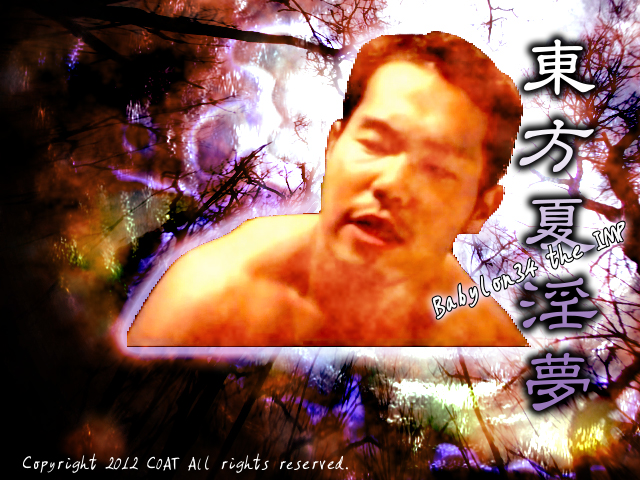 東方夏淫夢
Babylon34 the IMP
Copyright 2012 COAT All rights reserved.